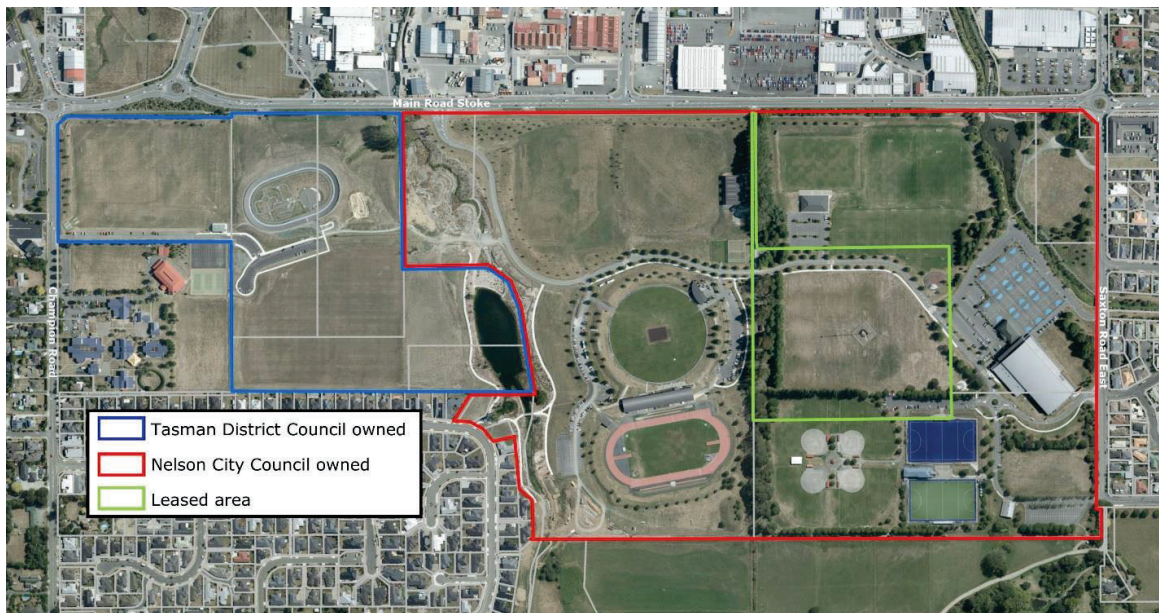 Main Road Stoke
Champion Road
Saxton Road East
Tasman District Council owned
Nelson City Council owned
Leased area